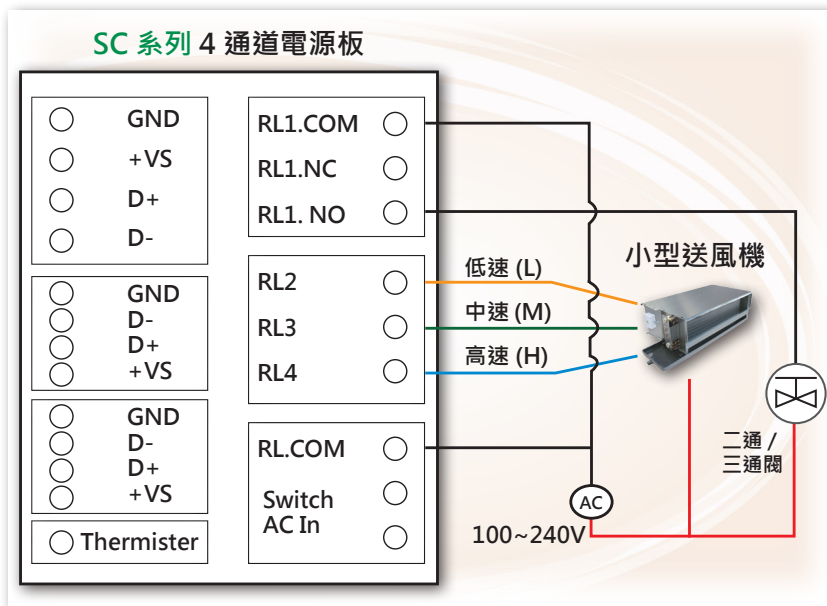 SC 系列 4 通道電源板
GND
+VS
D+
D-
GND
D-
D+
+VS
GND
D-
D+
+VS
Thermister
RL1.COM
RL1.NC
RL1. NO
RL2
RL3
RL4
RL.COM
Switch
AC In
低速 (L)
中速 (M)
高速 (H)
小型送風機
二通 /
三通閥
AC
100~240V